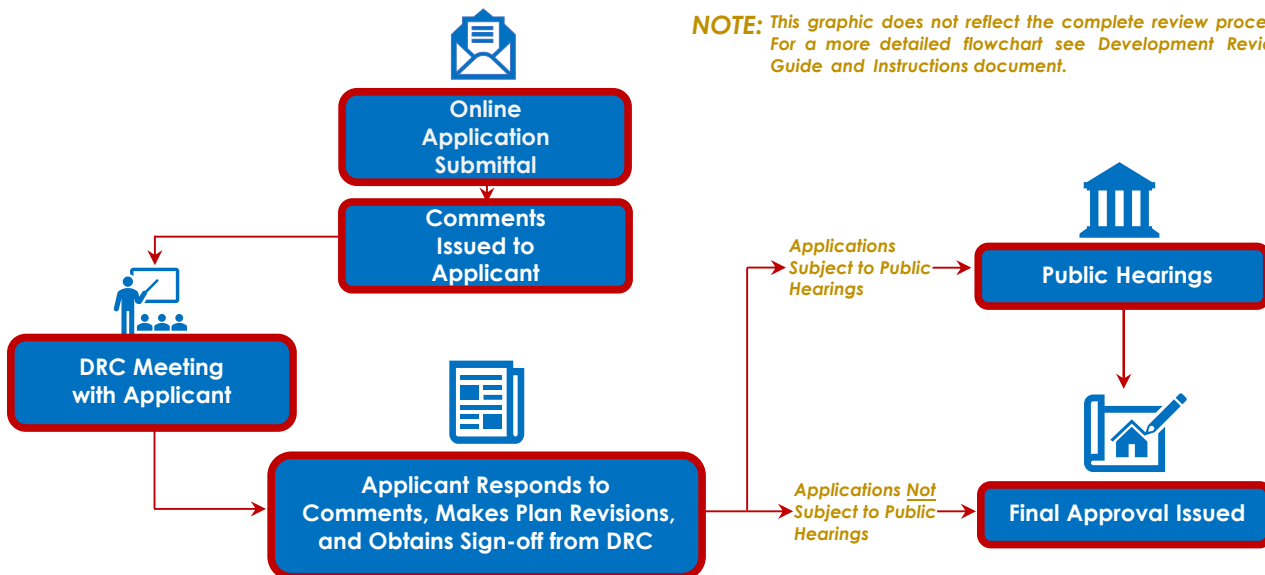 NOTE: This graphic does not reflect the complete review
For a more detailed flowchart see Development
Guide and Instructions document.
Online
Application
Submittal
Comments
Issued to
Applicant
DRC Meeting
with Applicant
Applicant Responds to
Comments, Makes Plan Revisions,
and Obtains Sign-off from DRC
Applications
Subject to Public
Hearings
Public Hearings
Applications Not
Subject to Public
Hearings
Final Approval Issued